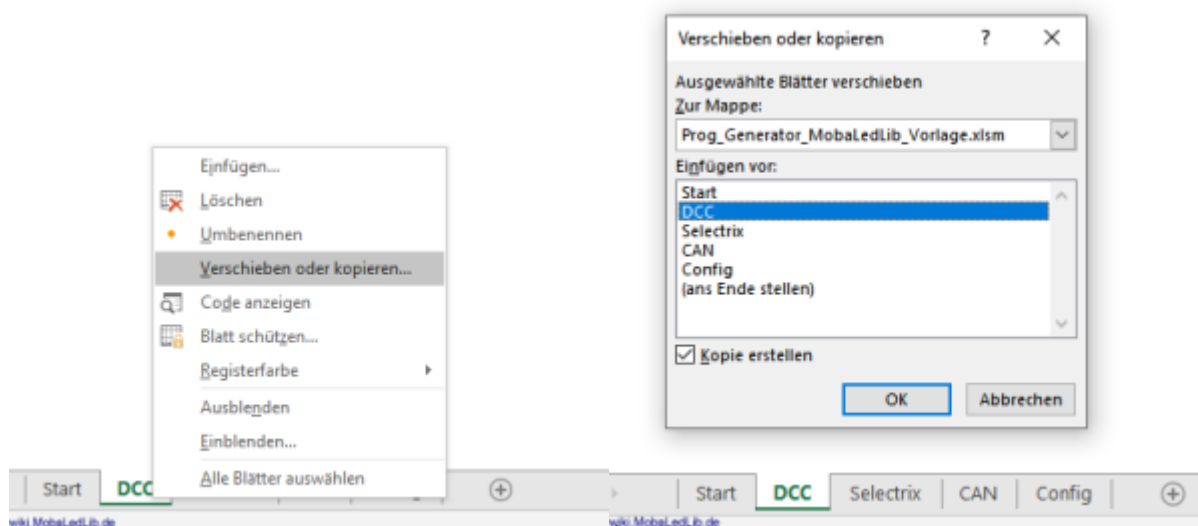 Einfügen...
Löschen
Umbenennen
Verschieben oder kopieren...
Code anzeigen
Blatt schützen...
Registerfarbe
Ausblenden
Einblenden...
Alle Blätter auswählen
Start DCC
wiki.MobaLedLib.de
Verschieben oder kopieren ?
Ausgewählte Blätter verschieben
Zur Mappe:
Prog_Generator_MobaLedLib_Vorlage.xlsm
Einfügen vor:
Start
DCC
Selectrix
CAN
Config
(ans Ende stellen)
Kopie erstellen
OK Abbrechen
Start DCC Selectrix CAN Config
wiki.MobaLedLib.de